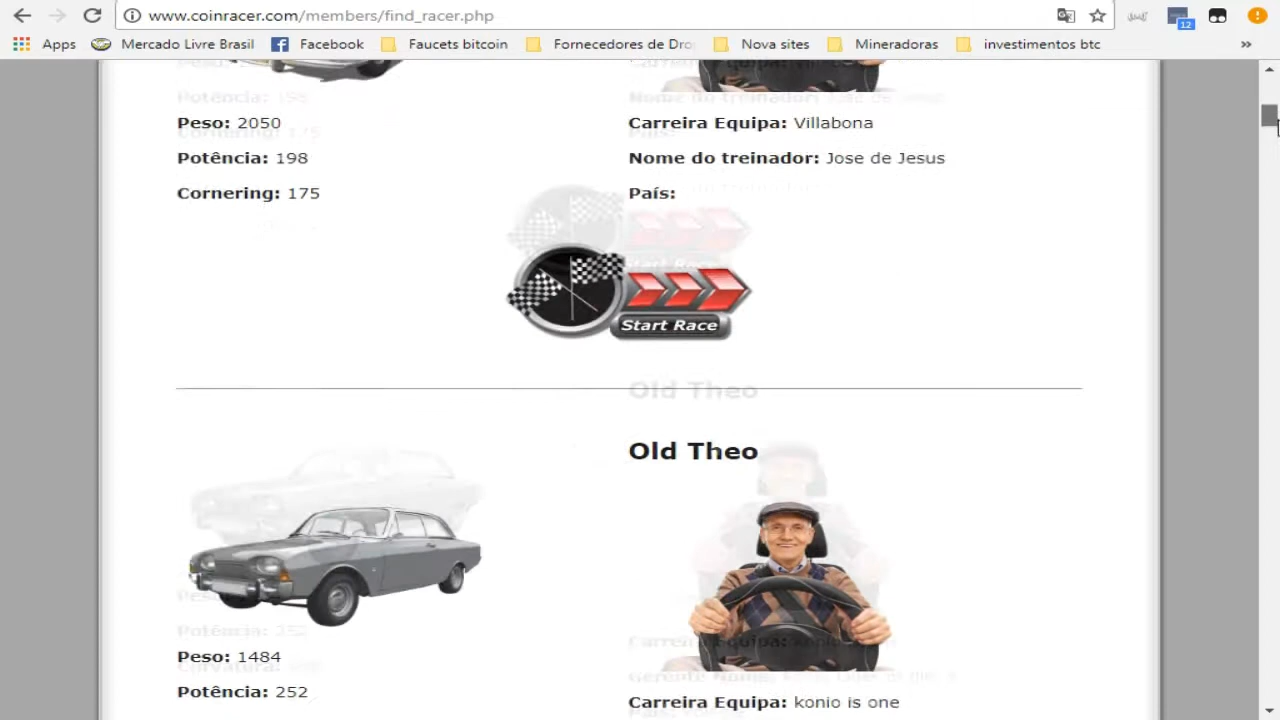 www.coinracer.com/members/find_racer.php
12
Apps Mercado Livre Brasil Facebook Faucets bitcoin Fornecedores de Dro Nova sites Mineradoras investimentos btc »
Peso: 2050 Carreira Equipa: Villabona
Potência: 198 Nome do treinador: Jose de Jesus
Cornering: 175 País:
Start Race
Old Theo
Peso: 1484
Potência: 252
Carreira Equipa: konio is one